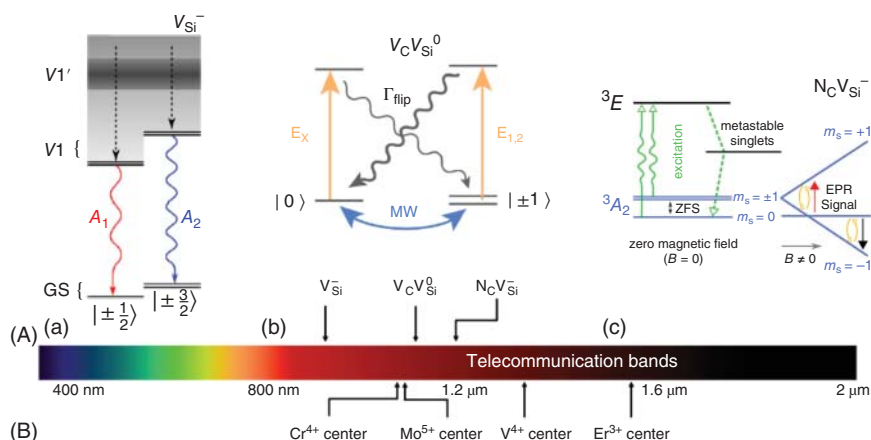 V_Si^−
V1′
V1 {
A₁
A₂
GS {
|± 1/2⟩
|± 3/2⟩
(A)
(a)
V_C V_Si^0
Γ_flip
E_X
E_1,2
|0⟩
|±1⟩
MW
(b)
N_C V_Si^−
³E
metastable
singlets
excitation
³A₂
ZFS
m_s = ±1
m_s = 0
m_s = +1
EPR
Signal
zero magnetic field
(B = 0)
B ≠ 0
m_s = −1
(c)
V_Si^−
V_C V_Si^0
N_C V_Si^−
Telecommunication bands
400 nm
800 nm
1.2 μm
1.6 μm
2 μm
(B)
Cr⁴⁺ center
Mo⁵⁺ center
V⁴⁺ center
Er³⁺ center